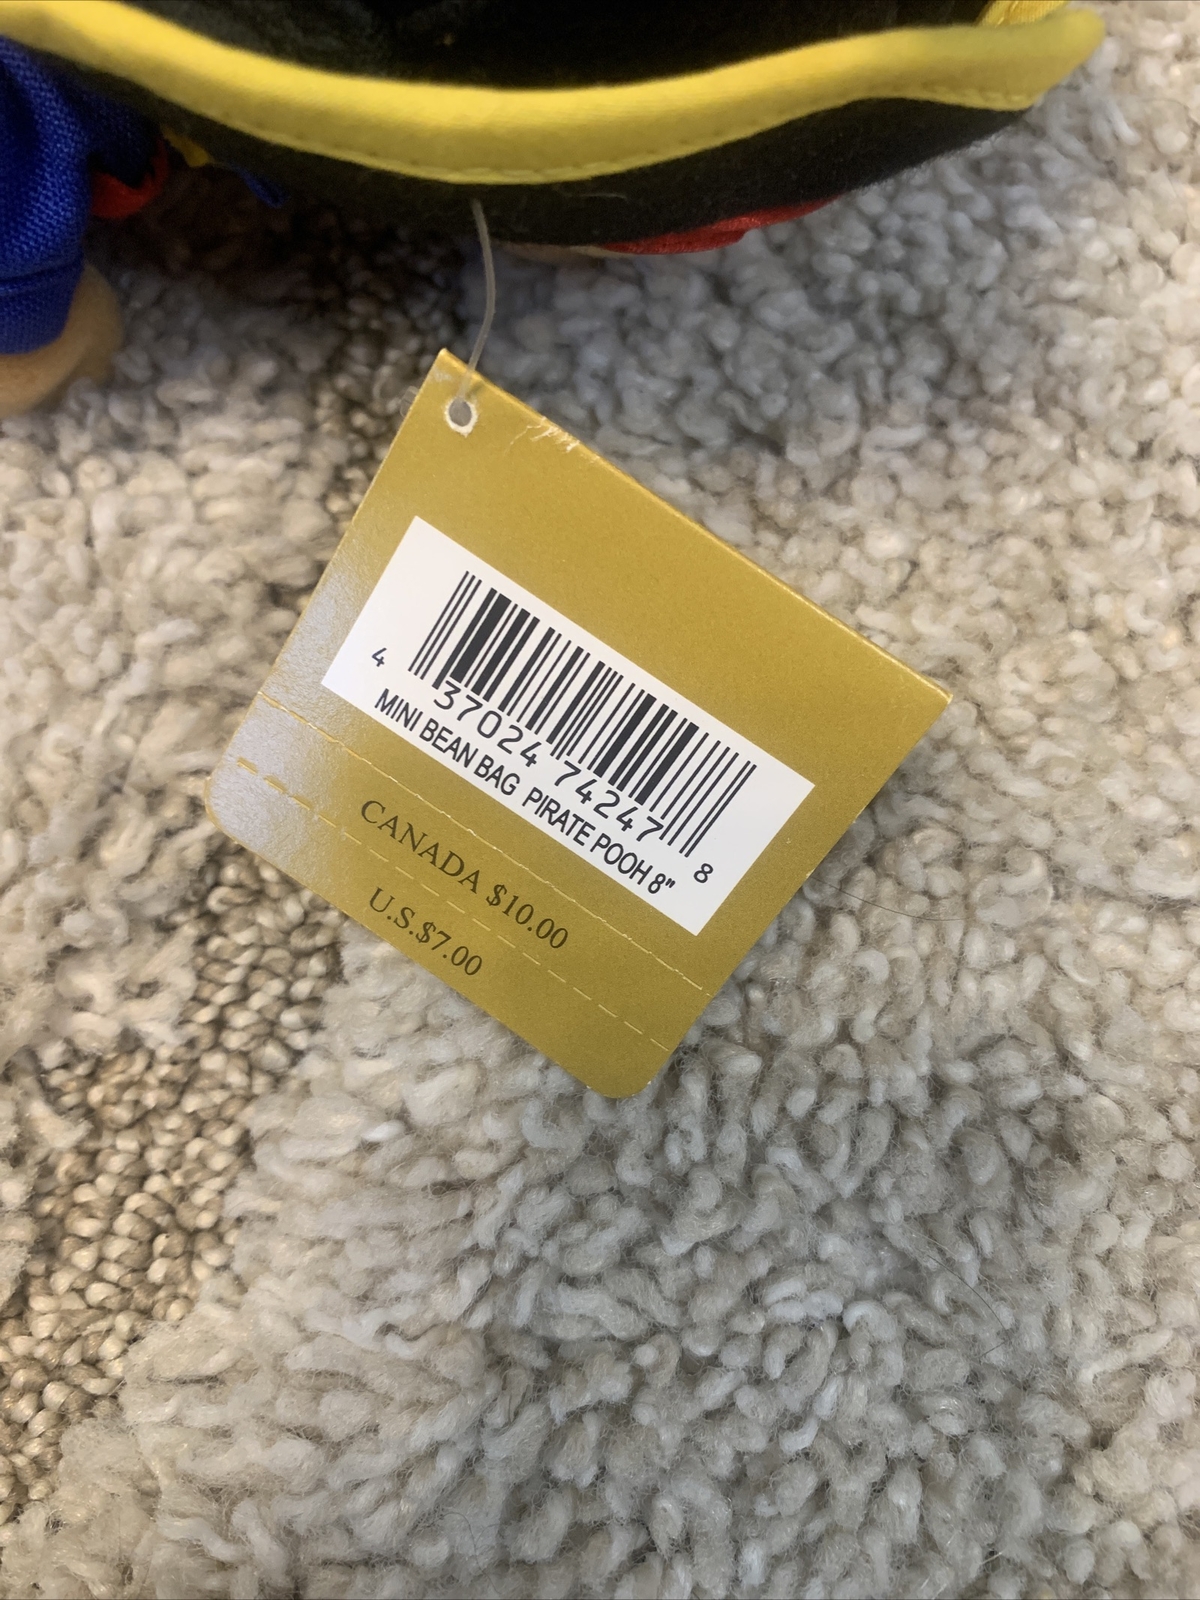 4 37024 74247 8
MINI BEAN BAG PIRATE POOH 8"
CANADA $10.00
U.S.$7.00